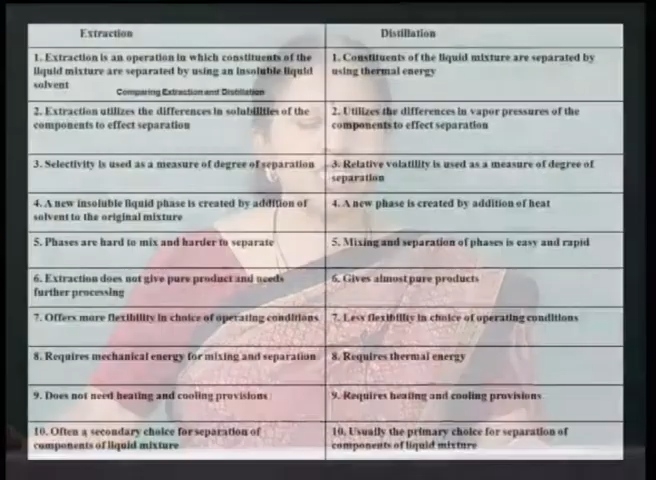 Extraction
Distillation
1. Extraction is an operation in which constituents of the
liquid mixture are separated by using an insoluble liquid
solvent
Comparing Extraction and Distillation
1. Constituents of the liquid mixture are separated by
using thermal energy
2. Extraction utilizes the differences in solubilities of the
components to effect separation
2. Utilizes the differences in vapor pressures of the
components to effect separation
3. Selectivity is used as a measure of degree of separation
3. Relative volatility is used as a measure of degree of
separation
4. A new insoluble liquid phase is created by addition of
solvent to the original mixture
4. A new phase is created by addition of heat
5. Phases are hard to mix and harder to separate
5. Mixing and separation of phases is easy and rapid
6. Extraction does not give pure product and needs
further processing
6. Gives almost pure products
7. Offers more flexibility in choice of operating conditions
7. Less flexibility in choice of operating conditions
8. Requires mechanical energy for mixing and separation
8. Requires thermal energy
9. Does not need heating and cooling provisions
9. Requires heating and cooling provisions
10. Often a secondary choice for separation of
components of liquid mixture
10. Usually the primary choice for separation of
components of liquid mixture